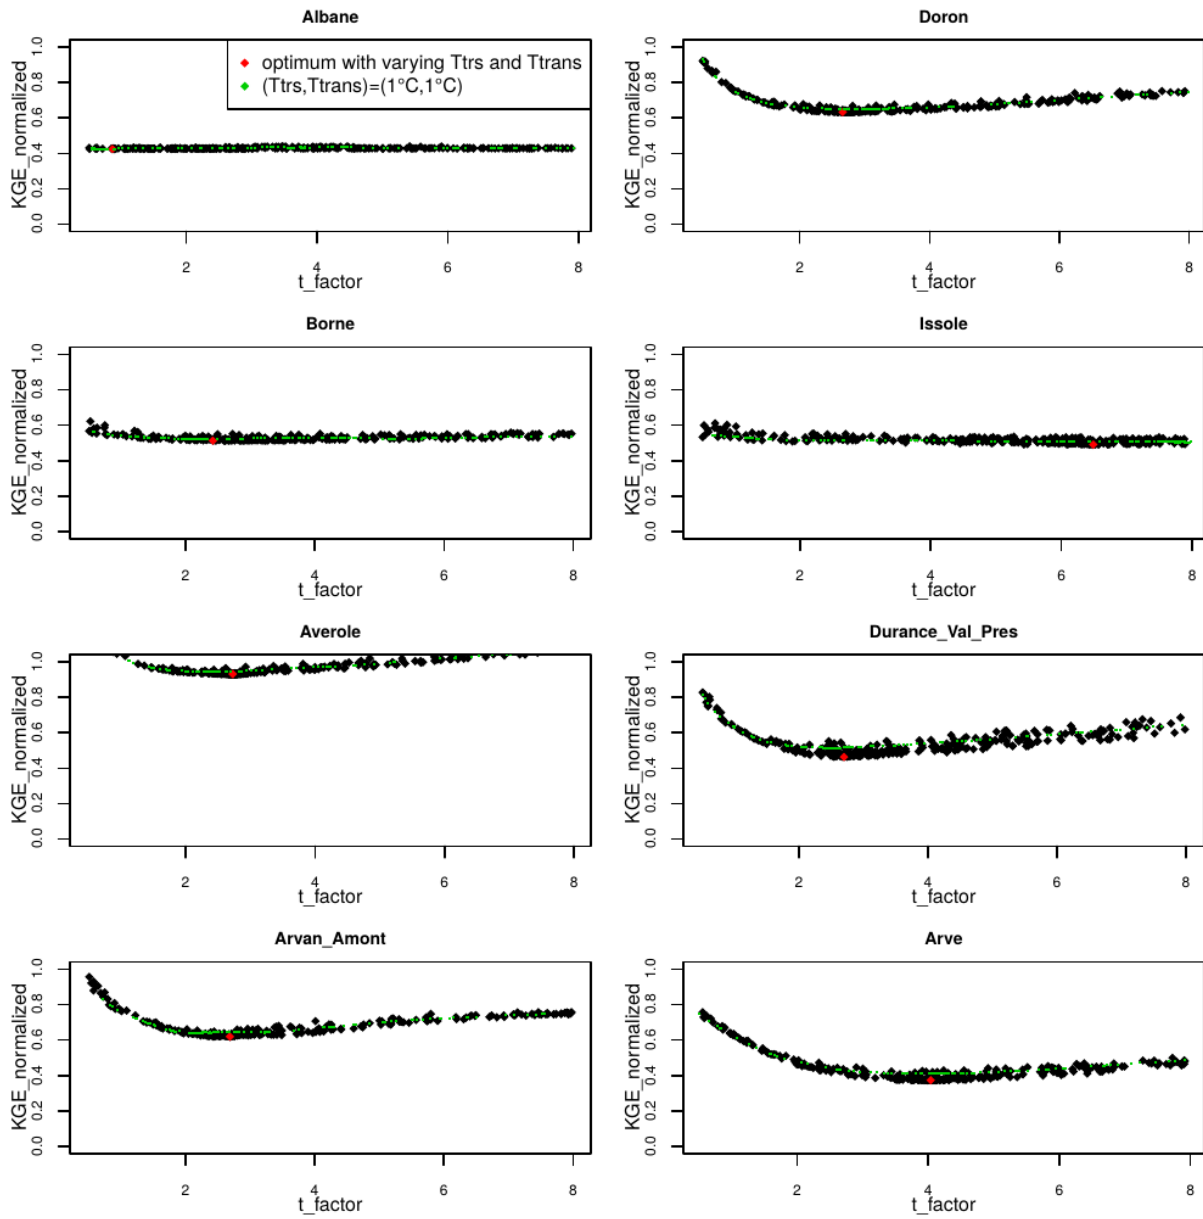 Albane
1.0
0.8
0.6
0.4
0.2
0.0
KGE_normalized
optimum with varying Ttrs and Ttrans
(Ttrs,Ttrans)=(1°C,1°C)
2 4 6 8
t_factor
Doron
1.0
0.8
0.6
0.4
0.2
0.0
KGE_normalized
2 4 6 8
t_factor
Borne
1.0
0.8
0.6
0.4
0.2
0.0
KGE_normalized
2 4 6 8
t_factor
Issole
1.0
0.8
0.6
0.4
0.2
0.0
KGE_normalized
2 4 6 8
t_factor
Averole
1.0
0.8
0.6
0.4
0.2
0.0
KGE_normalized
2 4 6 8
t_factor
Durance_Val_Pres
1.0
0.8
0.6
0.4
0.2
0.0
KGE_normalized
2 4 6 8
t_factor
Arvan_Amont
1.0
0.8
0.6
0.4
0.2
0.0
KGE_normalized
2 4 6 8
t_factor
Arve
1.0
0.8
0.6
0.4
0.2
0.0
KGE_normalized
2 4 6 8
t_factor